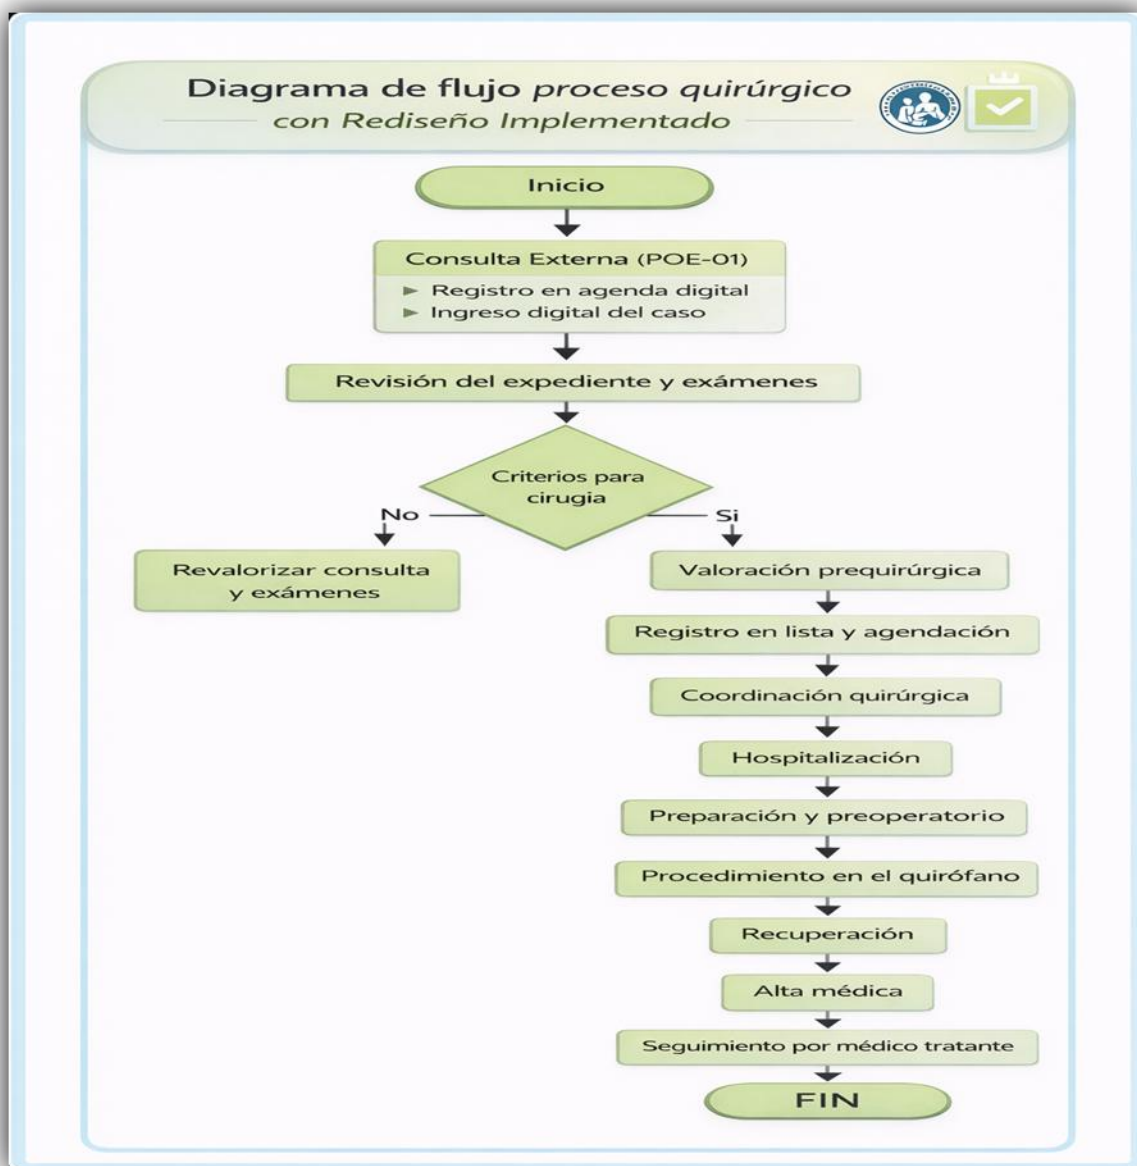 Diagrama de flujo proceso quirúrgico
con Rediseño Implementado
Inicio
Consulta Externa (POE-01)
► Registro en agenda digital
► Ingreso digital del caso
Revisión del expediente y exámenes
Criterios para
cirugia
No
Si
Revalorizar consulta
y exámenes
Valoración prequirúrgica
Registro en lista y agendación
Coordinación quirúrgica
Hospitalización
Preparación y preoperatorio
Procedimiento en el quirófano
Recuperación
Alta médica
Seguimiento por médico tratante
FIN